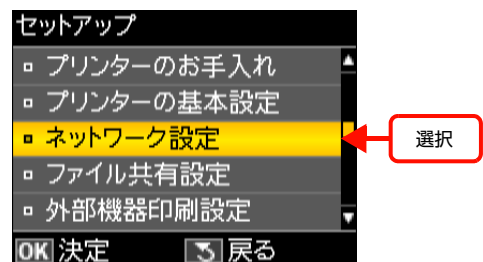 セットアップ
プリンターのお手入れ
プリンターの基本設定
ネットワーク設定
選択
ファイル共有設定
外部機器印刷設定
OK 決定 戻る